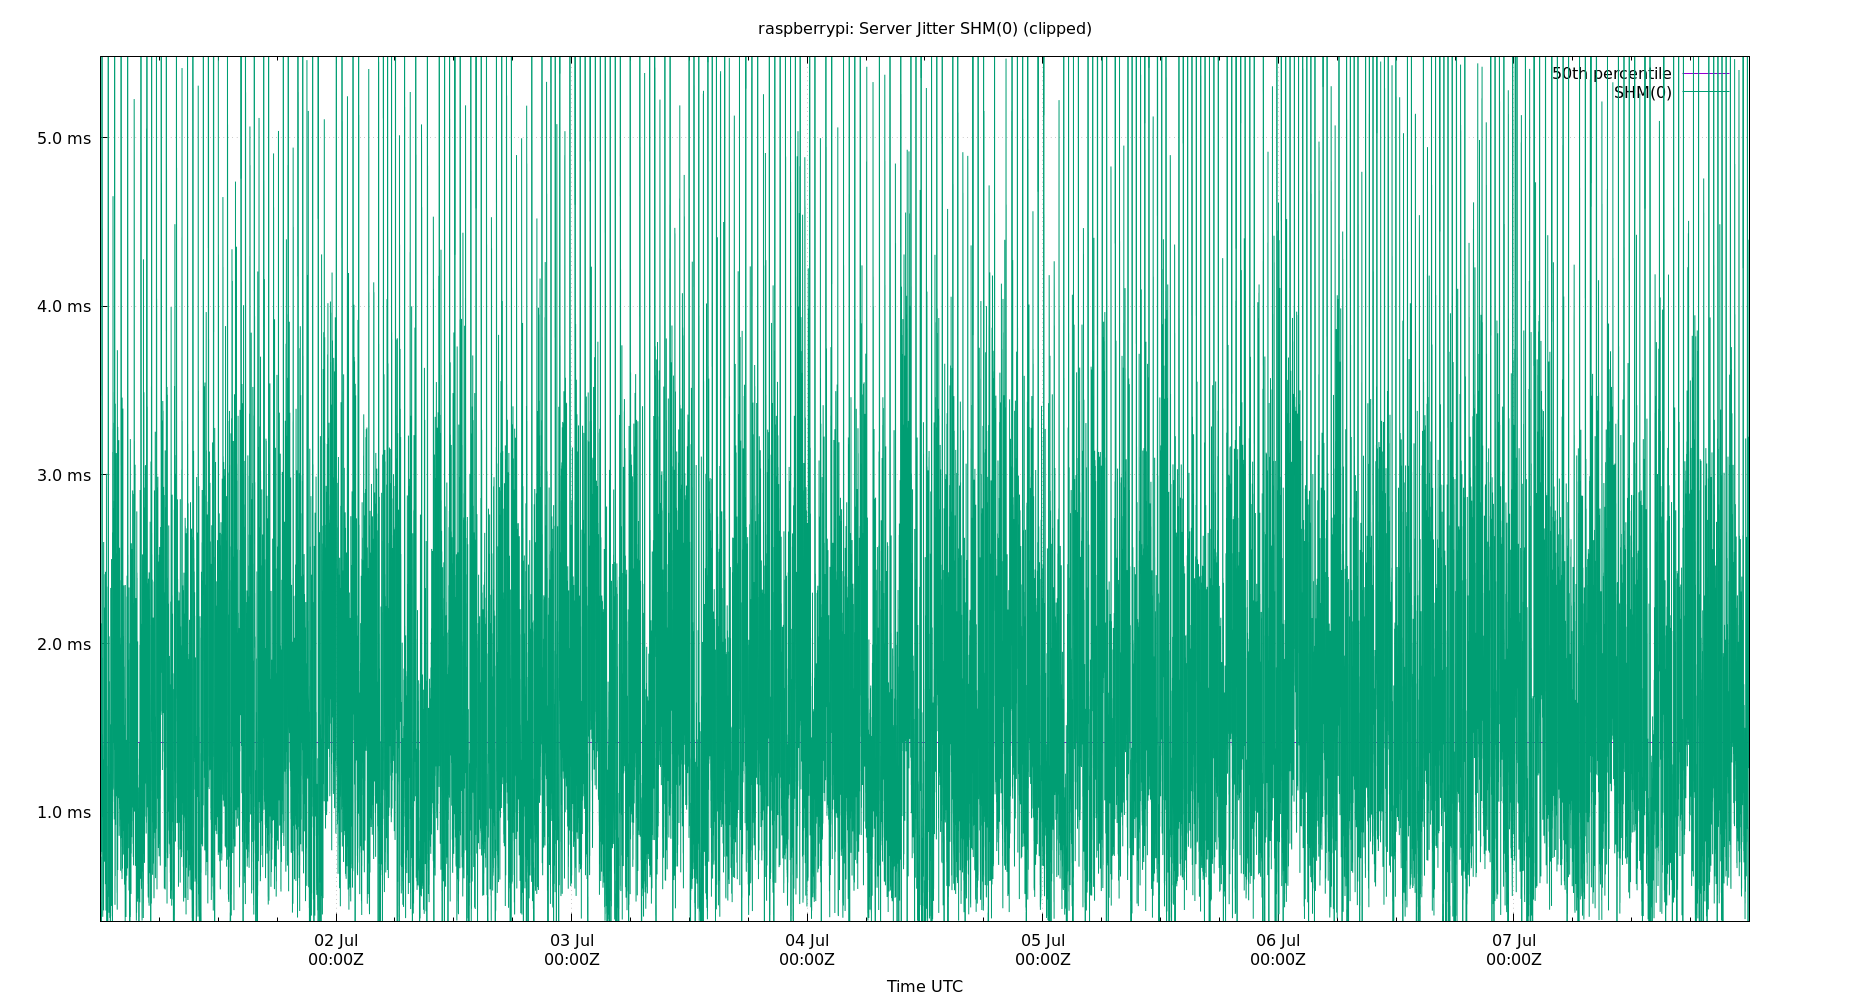 raspberrypi: Server Jitter SHM(0) (clipped)
50th percentile
SHM(0)
5.0 ms
4.0 ms
3.0 ms
2.0 ms
1.0 ms
02 Jul 03 Jul 04 Jul 05 Jul 06 Jul 07 Jul
00:00Z 00:00Z 00:00Z 00:00Z 00:00Z 00:00Z
Time UTC